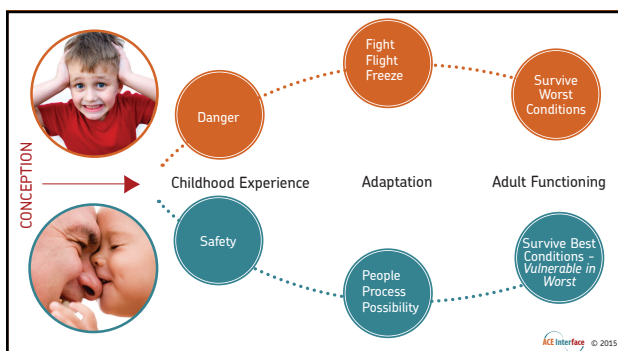 Fight
Flight
Freeze
Survive
Worst
Conditions
Danger
CONCEPTION
Childhood Experience
Adaptation
Adult Functioning
Safety
People
Process
Possibility
Survive Best
Conditions -
Vulnerable in
Worst
ACE Interface © 2015